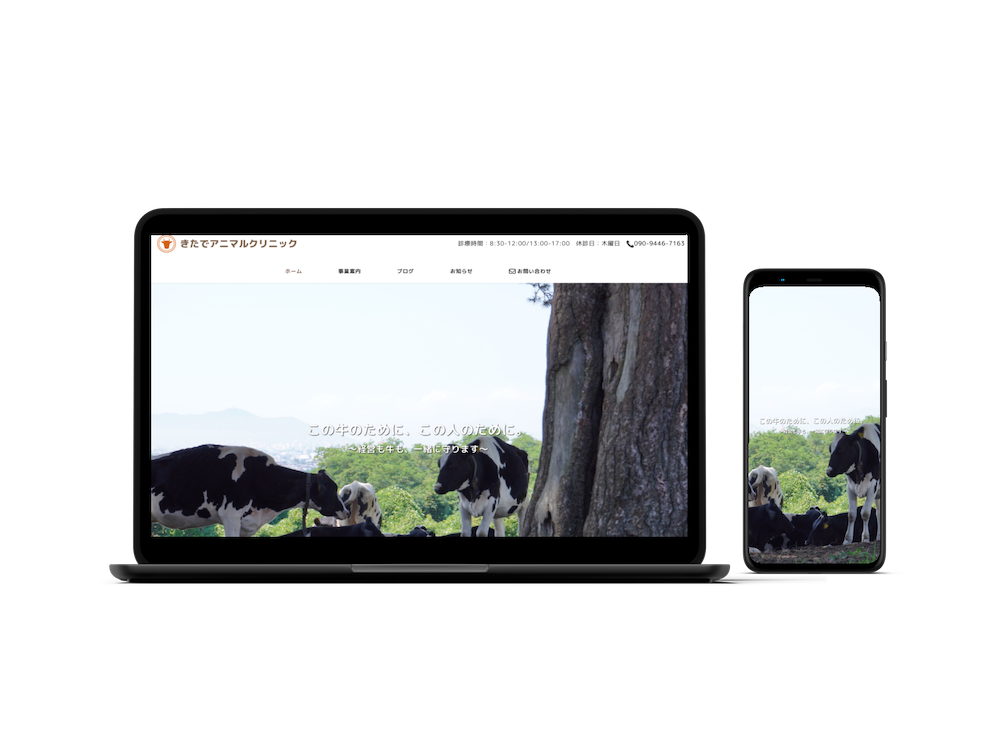 きたでアニマルクリニック
診療時間：8:30-12:00/13:00-17:00 休診日：木曜日 090-9446-7163
ホーム 事業案内 ブログ お知らせ お問い合わせ
この牛のために、この人のために。
〜経営も牛も、一緒に守ります〜
この牛のために、この人のために。